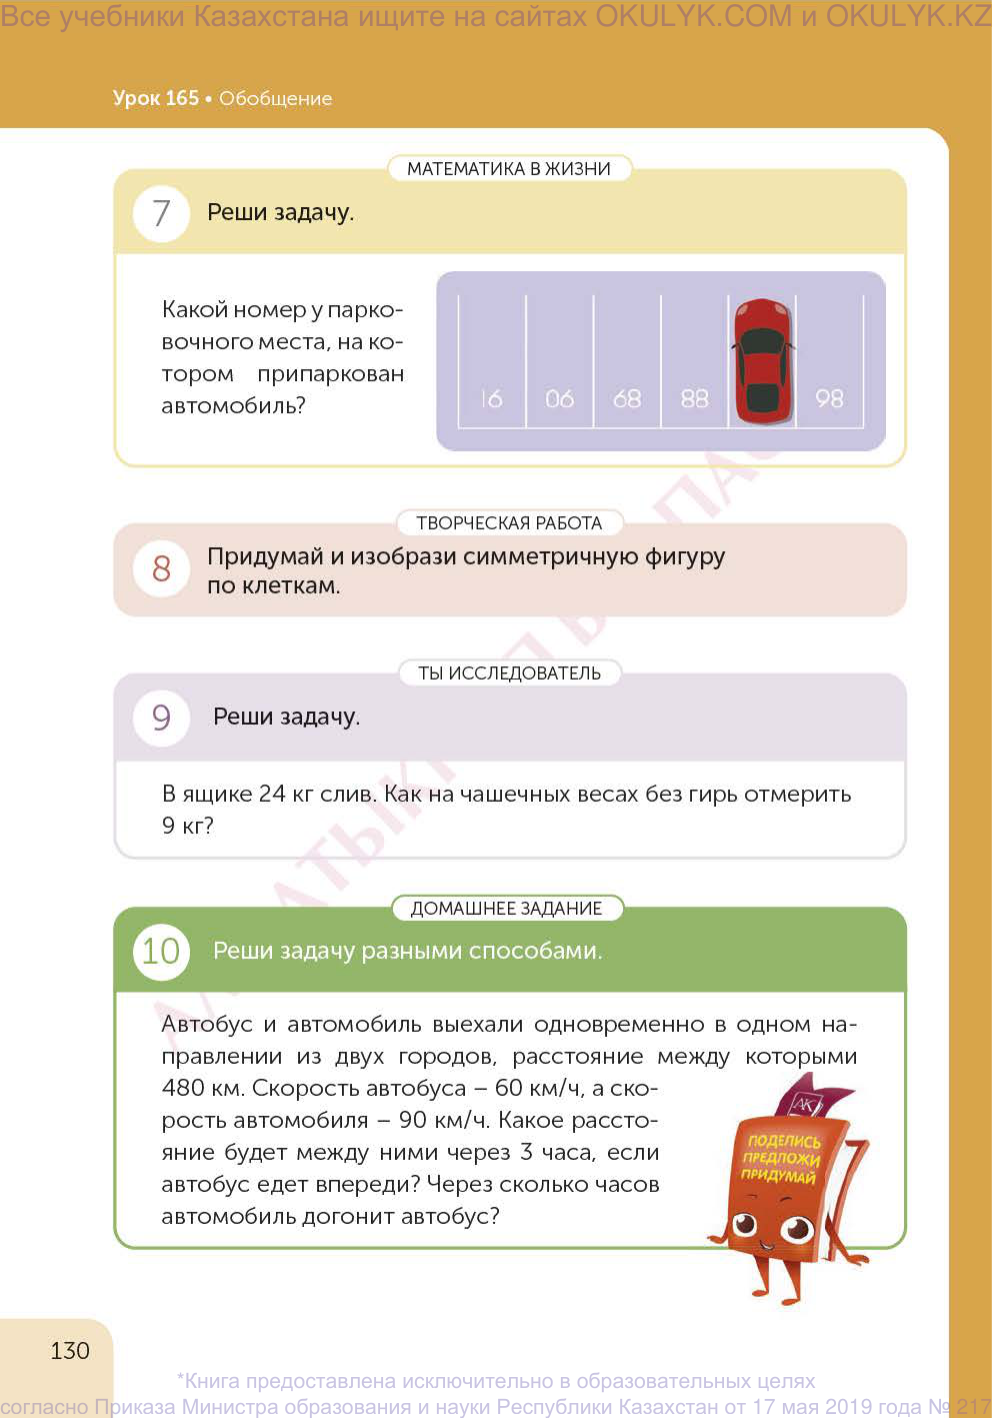 Все учебники Казахстана ищите на сайтах OKULYK.COM и OKULYK.KZ
Урок 165 • Обобщение
МАТЕМАТИКА В ЖИЗНИ
7 Реши задачу.
Какой номер у парко-
вочного места, на ко-
тором припаркован
автомобиль?
16 06 68 88 98
ТВОРЧЕСКАЯ РАБОТА
8 Придумай и изобрази симметричную фигуру
по клеткам.
ТЫ ИССЛЕДОВАТЕЛЬ
9 Реши задачу.
В ящике 24 кг слив. Как на чашечных весах без гирь отмерить
9 кг?
ДОМАШНЕЕ ЗАДАНИЕ
10 Реши задачу разными способами.
Автобус и автомобиль выехали одновременно в одном на-
правлении из двух городов, расстояние между которыми
480 км. Скорость автобуса – 60 км/ч, а ско-
рость автомобиля – 90 км/ч. Какое рассто-
яние будет между ними через 3 часа, если
автобус едет впереди? Через сколько часов
автомобиль догонит автобус?
АК
ПОДЕЛИСЬ
ПРЕДЛОЖИ
ПРИДУМАЙ
130
*Книга предоставлена исключительно в образовательных целях
согласно Приказа Министра образования и науки Республики Казахстан от 17 мая 2019 года № 217